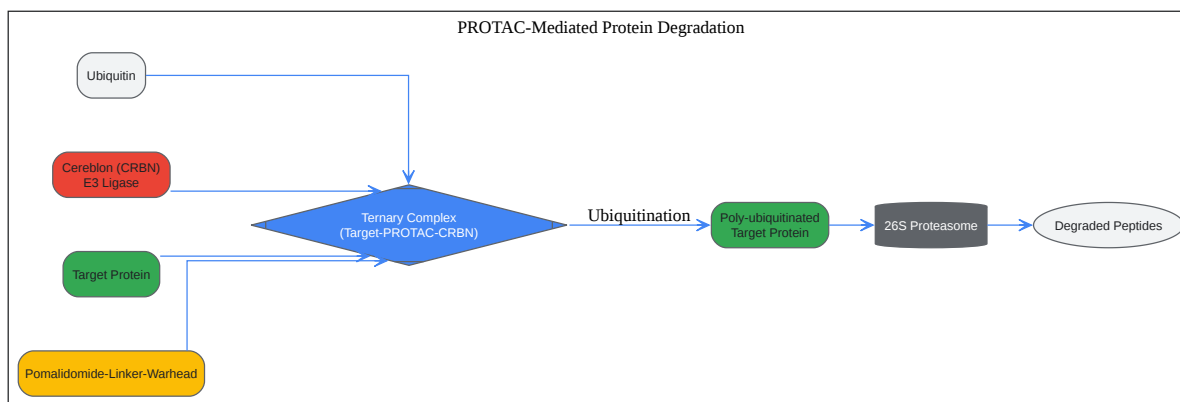 PROTAC-Mediated Protein Degradation
Ubiquitin
Cereblon (CRBN)
E3 Ligase
Target Protein
Pomalidomide-Linker-Warhead
Ternary Complex
(Target-PROTAC-CRBN)
Ubiquitination
Poly-ubiquitinated
Target Protein
26S Proteasome
Degraded Peptides